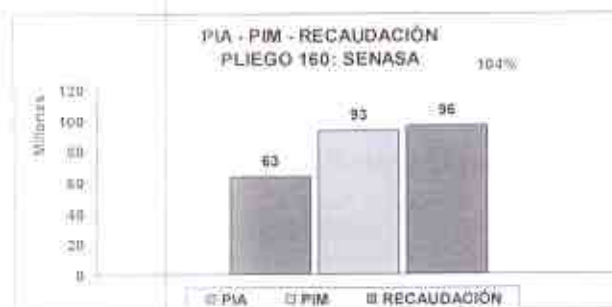 PIA - PIM - RECAUDACIÓN
PLIEGO 160: SENASA
104%
Millones
120
100
80
60
40
20
0
63
93
96
PIA PIM RECAUDACIÓN